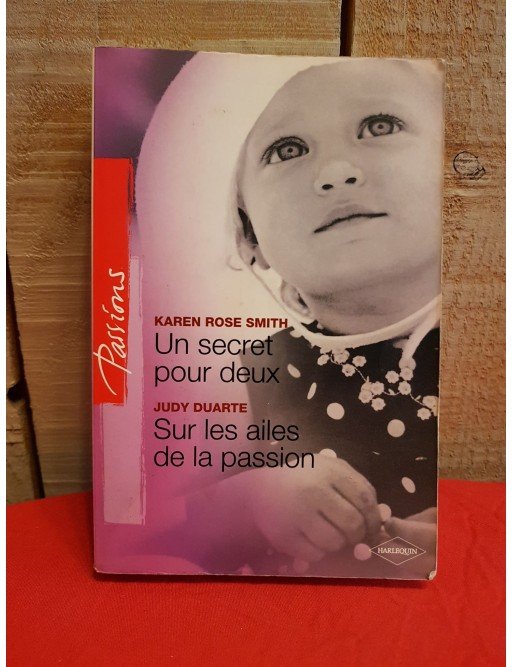 Passions
KAREN ROSE SMITH
Un secret
pour deux
JUDY DUARTE
Sur les ailes
de la passion
HARLEQUIN